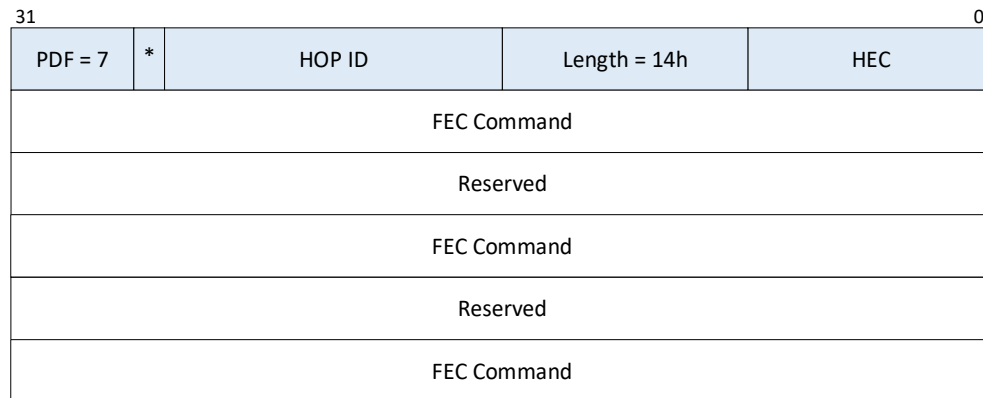 31 0
PDF = 7 * HOP ID Length = 14h HEC
FEC Command
Reserved
FEC Command
Reserved
FEC Command